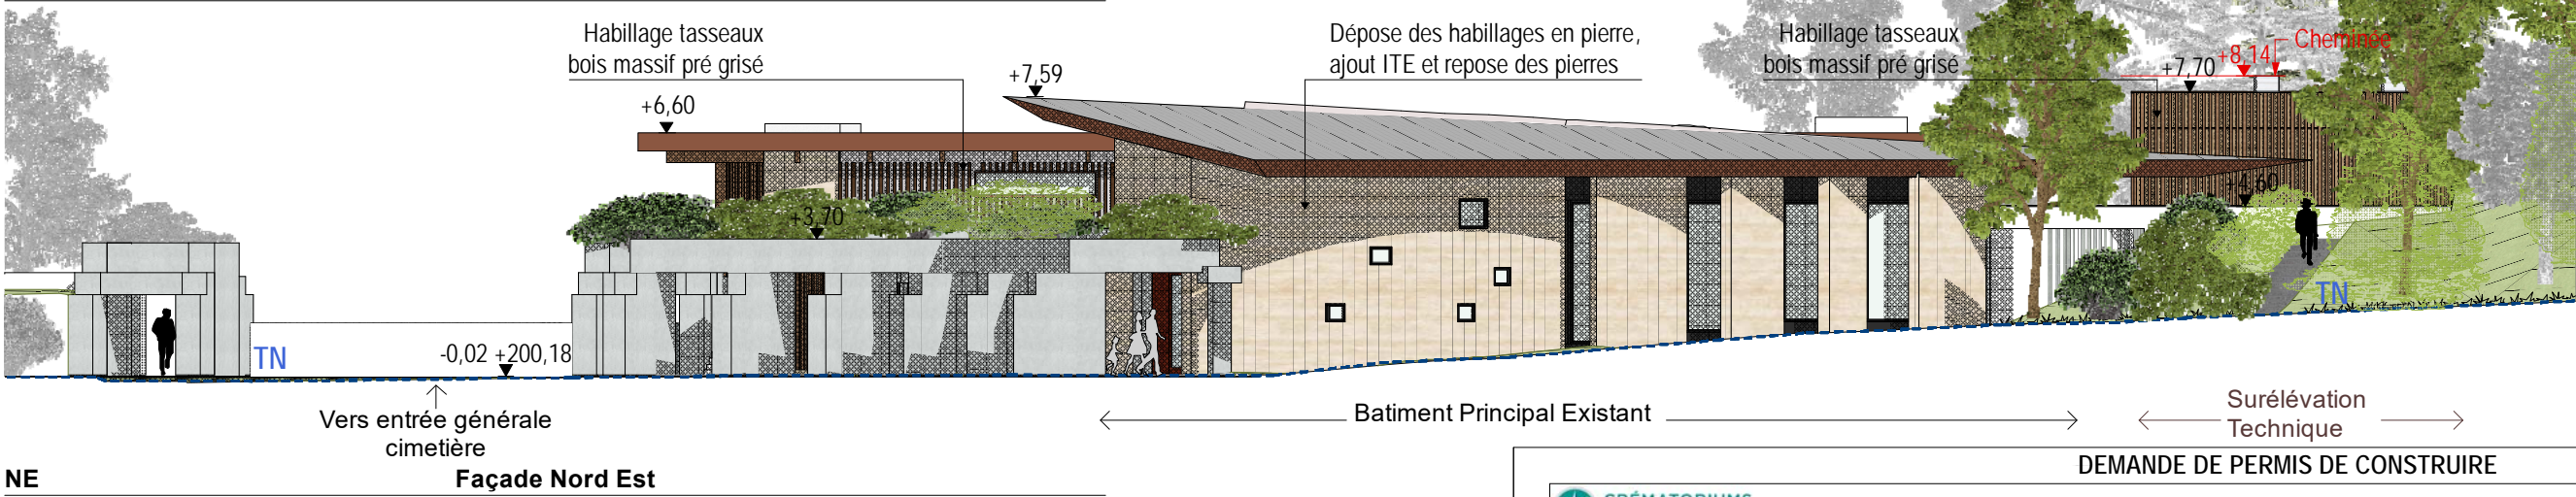 Habillage tasseaux
bois massif pré grisé
+6,60
+7,59
Dépose des habillages en pierre,
ajout ITE et repose des pierres
Habillage tasseaux
bois massif pré grisé
Cheminée
+8,14
+7,70
+4,60
+3,70
TN
-0,02 +200,18
TN
Vers entrée générale
cimetière
Batiment Principal Existant
Surélévation
Technique
NE
Façade Nord Est
DEMANDE DE PERMIS DE CONSTRUIRE
CRÉMATORIUMS